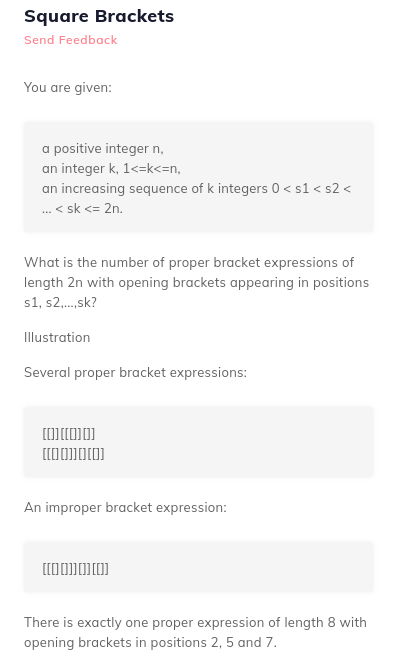 Square Brackets
Send Feedback
You are given:
a positive integer n,
an integer k, 1<=k<=n,
an increasing sequence of k integers 0 < s1 < s2 <
... < sk <= 2n.
What is the number of proper bracket expressions of
length 2n with opening brackets appearing in positions
s1, s2,...,sk?
Illustration
Several proper bracket expressions:
[[]][[[]][]]
[[[][]]][][[]]
An improper bracket expression:
[[[][]]][]][[]]
There is exactly one proper expression of length 8 with
opening brackets in positions 2, 5 and 7.